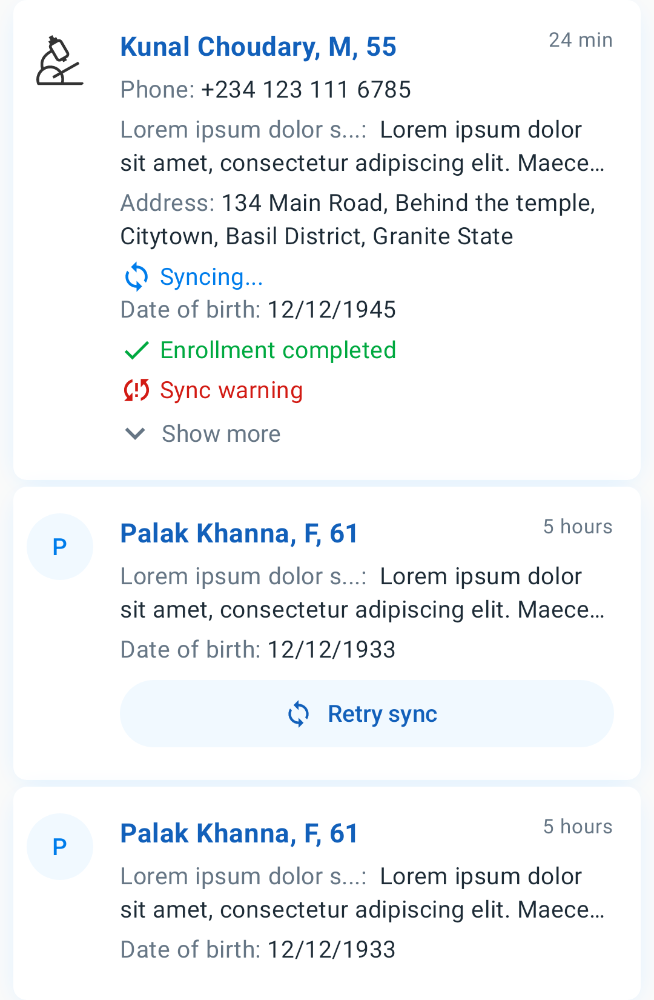 Kunal Choudary, M, 55
24 min
Phone: +234 123 111 6785
Lorem ipsum dolor s...: Lorem ipsum dolor
sit amet, consectetur adipiscing elit. Maece...
Address: 134 Main Road, Behind the temple,
Citytown, Basil District, Granite State
Syncing...
Date of birth: 12/12/1945
Enrollment completed
Sync warning
Show more
P
Palak Khanna, F, 61
5 hours
Lorem ipsum dolor s...: Lorem ipsum dolor
sit amet, consectetur adipiscing elit. Maece...
Date of birth: 12/12/1933
Retry sync
P
Palak Khanna, F, 61
5 hours
Lorem ipsum dolor s...: Lorem ipsum dolor
sit amet, consectetur adipiscing elit. Maece...
Date of birth: 12/12/1933